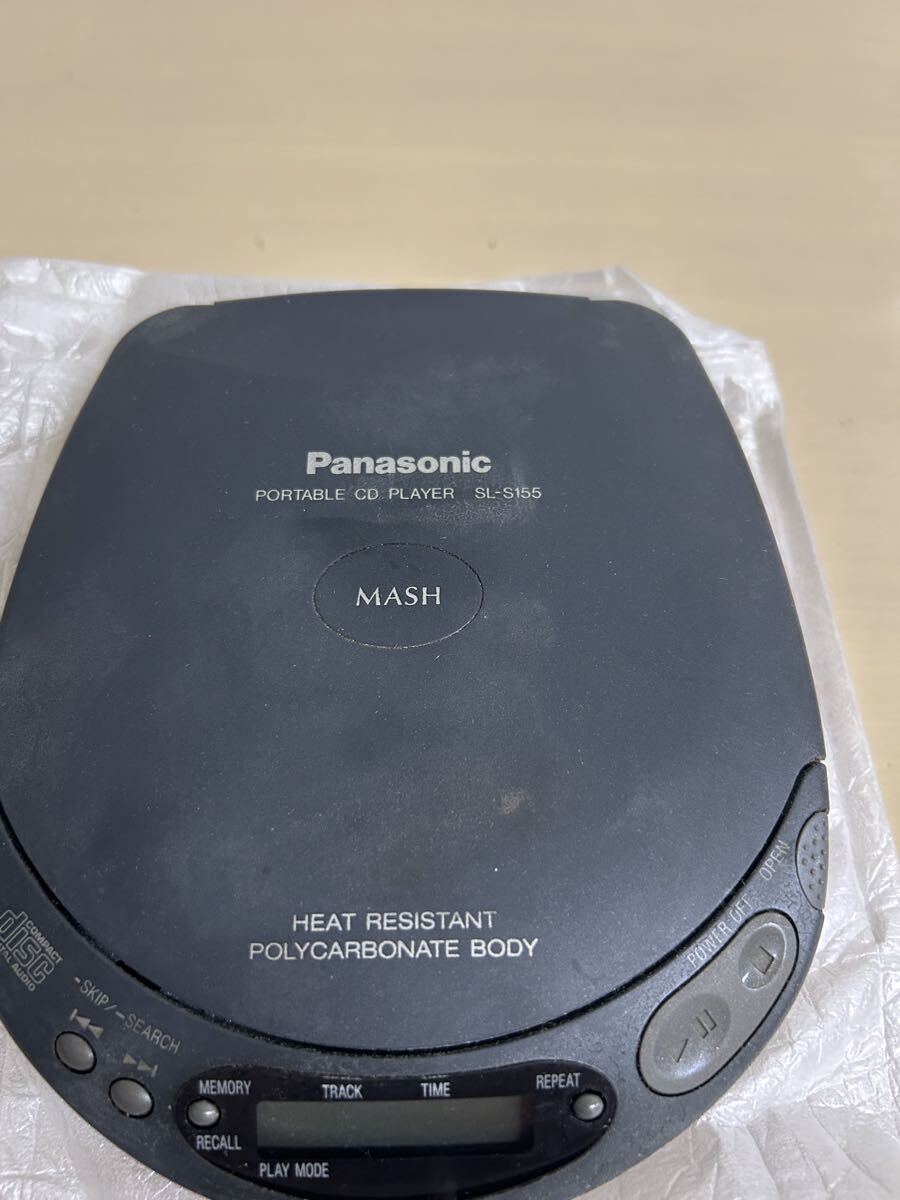 Panasonic
PORTABLE CD PLAYER SL-S155
MASH
HEAT RESISTANT
POLYCARBONATE BODY
OPEN
POWER OFF
COMPACT
disc
DIGITAL AUDIO
-SKIP/-SEARCH
MEMORY
TRACK
TIME
REPEAT
RECALL
PLAY MODE